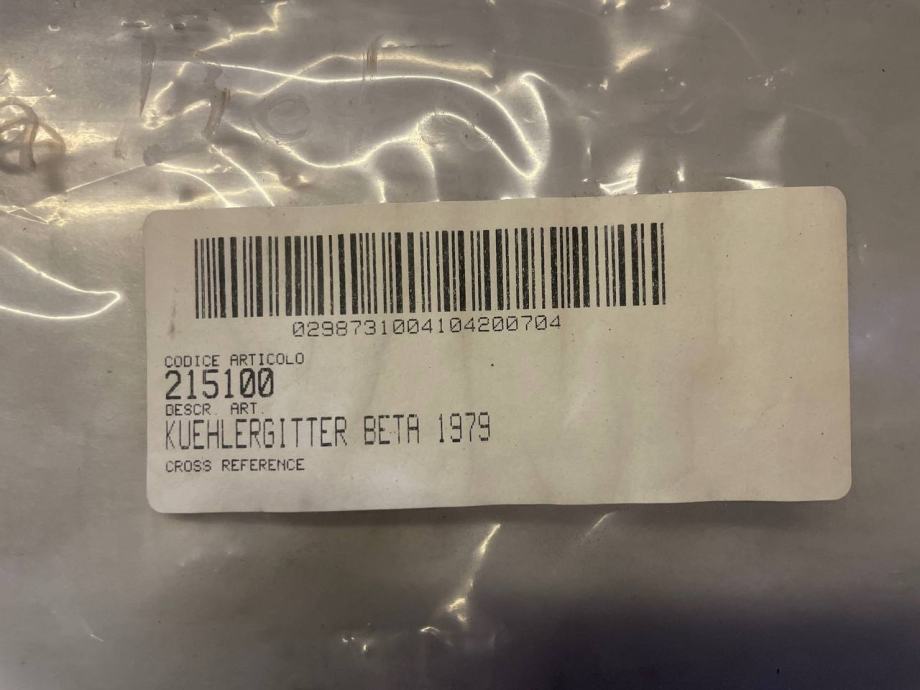 0298731004104200704
CODICE ARTICOLO
215100
DESCR. ART.
KUEHLERGITTER BETA 1979
CROSS REFERENCE